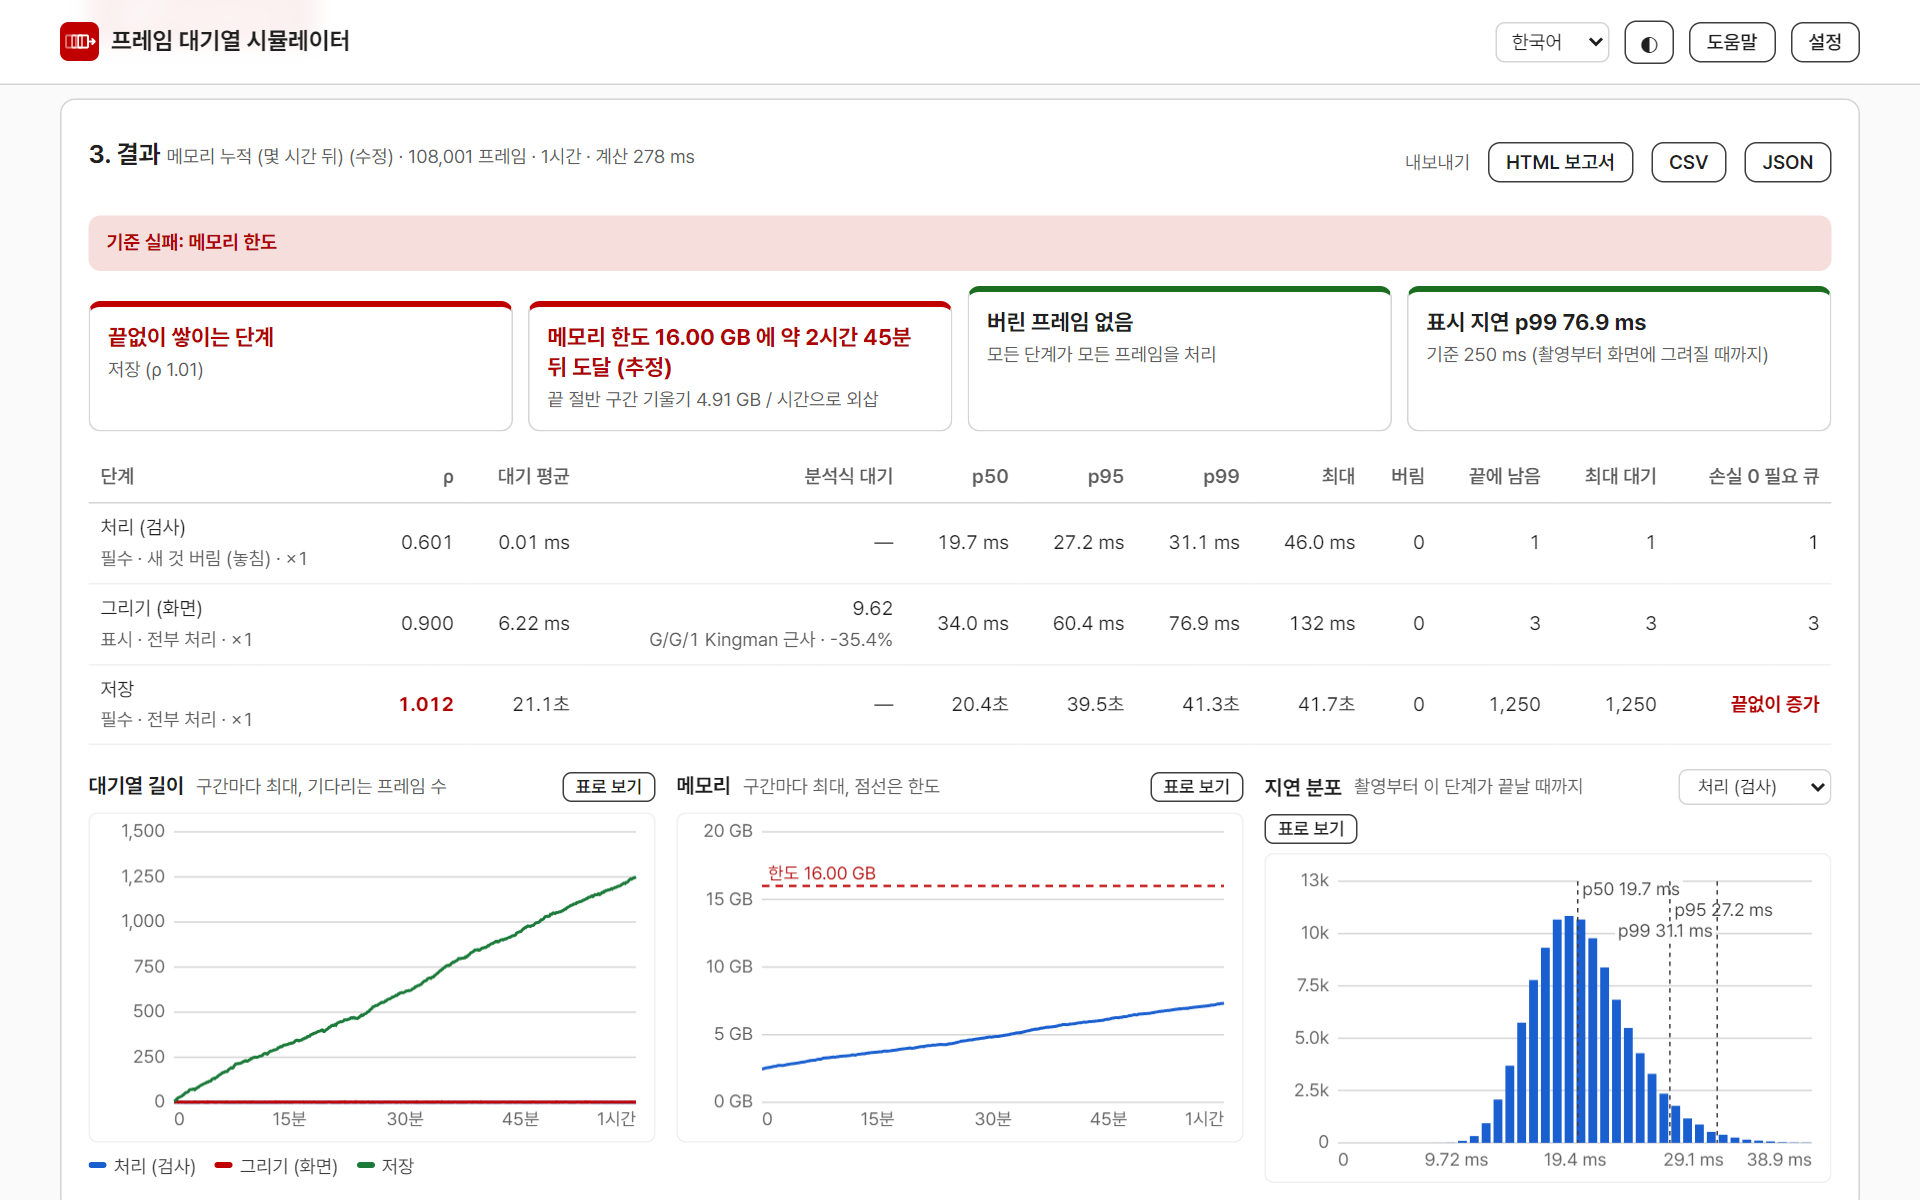 프레임 대기열 시뮬레이터
한국어
도움말
설정
3. 결과 메모리 누적 (몇 시간 뒤) (수정) · 108,001 프레임 · 1시간 · 계산 278 ms
내보내기
HTML 보고서
CSV
JSON
기준 실패: 메모리 한도
끝없이 쌓이는 단계
저장 (ρ 1.01)
메모리 한도 16.00 GB 에 약 2시간 45분
뒤 도달 (추정)
끝 절반 구간 기울기 4.91 GB / 시간으로 외삽
버린 프레임 없음
모든 단계가 모든 프레임을 처리
표시 지연 p99 76.9 ms
기준 250 ms (촬영부터 화면에 그려질 때까지)
단계 ρ 대기 평균 분석식 대기 p50 p95 p99 최대 버림 끝에 남음 최대 대기 손실 0 필요 큐
처리 (검사)
필수 · 새 것 버림 (놓침) · ×1
0.601 0.01 ms — 19.7 ms 27.2 ms 31.1 ms 46.0 ms 0 1 1 1
그리기 (화면)
표시 · 전부 처리 · ×1
0.900 6.22 ms
9.62
G/G/1 Kingman 근사 · -35.4%
34.0 ms 60.4 ms 76.9 ms 132 ms 0 3 3 3
저장
필수 · 전부 처리 · ×1
1.012 21.1초 — 20.4초 39.5초 41.3초 41.7초 0 1,250 1,250 끝없이 증가
대기열 길이 구간마다 최대, 기다리는 프레임 수
표로 보기
1,500
1,250
1,000
750
500
250
0
0 15분 30분 45분 1시간
처리 (검사) 그리기 (화면) 저장
메모리 구간마다 최대, 점선은 한도
표로 보기
20 GB
한도 16.00 GB
15 GB
10 GB
5 GB
0 GB
0 15분 30분 45분 1시간
지연 분포 촬영부터 이 단계가 끝날 때까지
처리 (검사)
표로 보기
13k
p50 19.7 ms
p95 27.2 ms
p99 31.1 ms
10k
7.5k
5.0k
2.5k
0
0 9.72 ms 19.4 ms 29.1 ms 38.9 ms